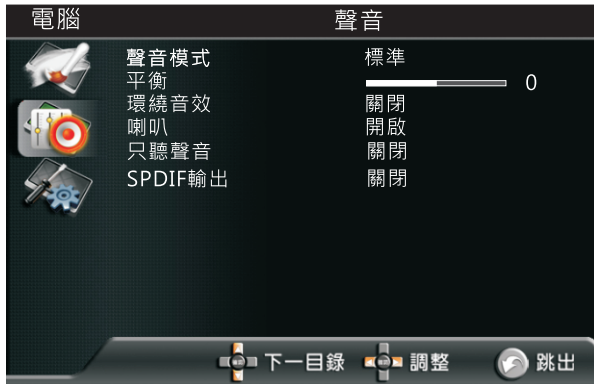 電腦 聲音
聲音模式 標準
平衡 0
環繞音效 關閉
喇叭 開啟
只聽聲音 關閉
SPDIF輸出 關閉
下一目錄 調整 跳出